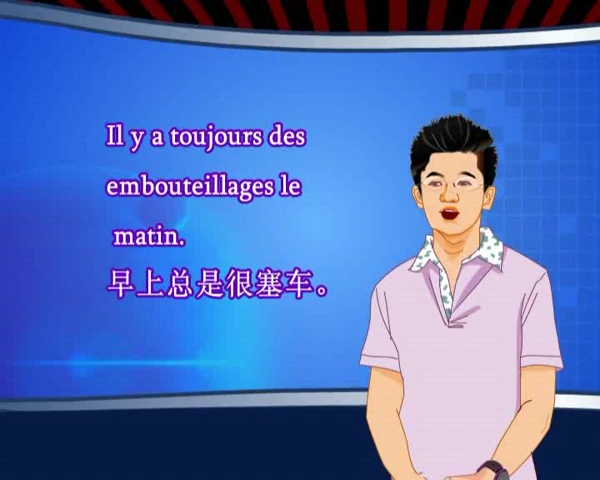 Il y a toujours des
embouteillages le
matin.
早上总是很塞车。